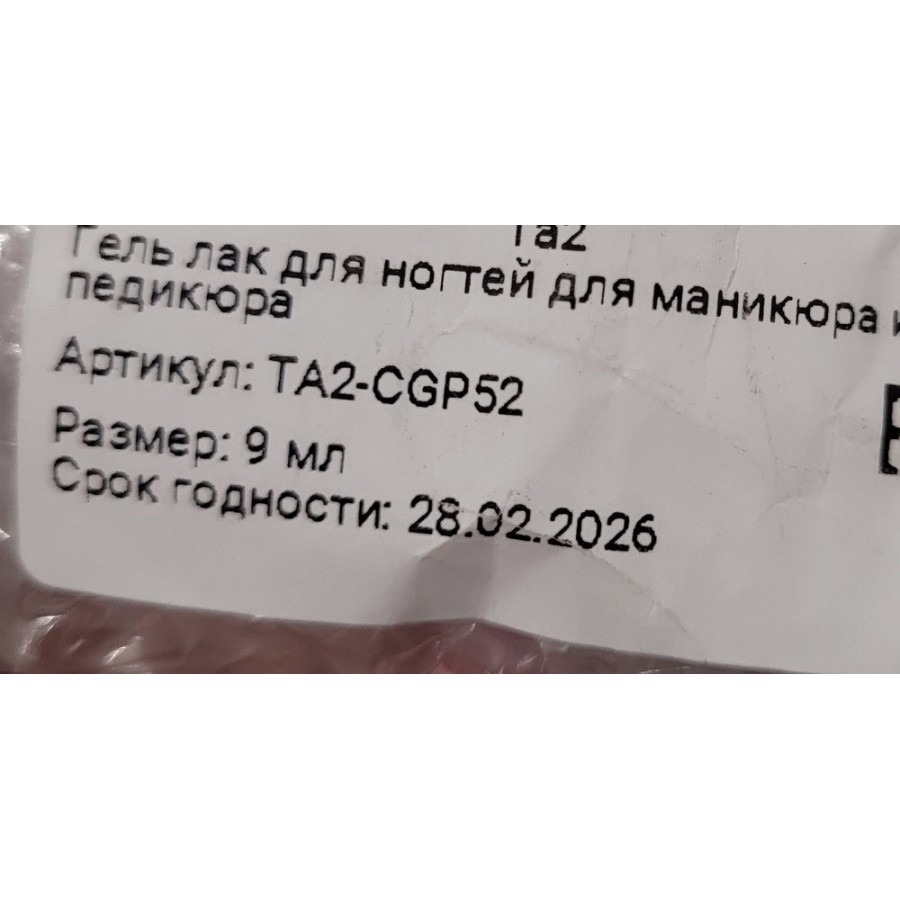 Ta2
Гель лак для ногтей для маникюра и
педикюра
Артикул: TA2-CGP52
Размер: 9 мл
Срок годности: 28.02.2026